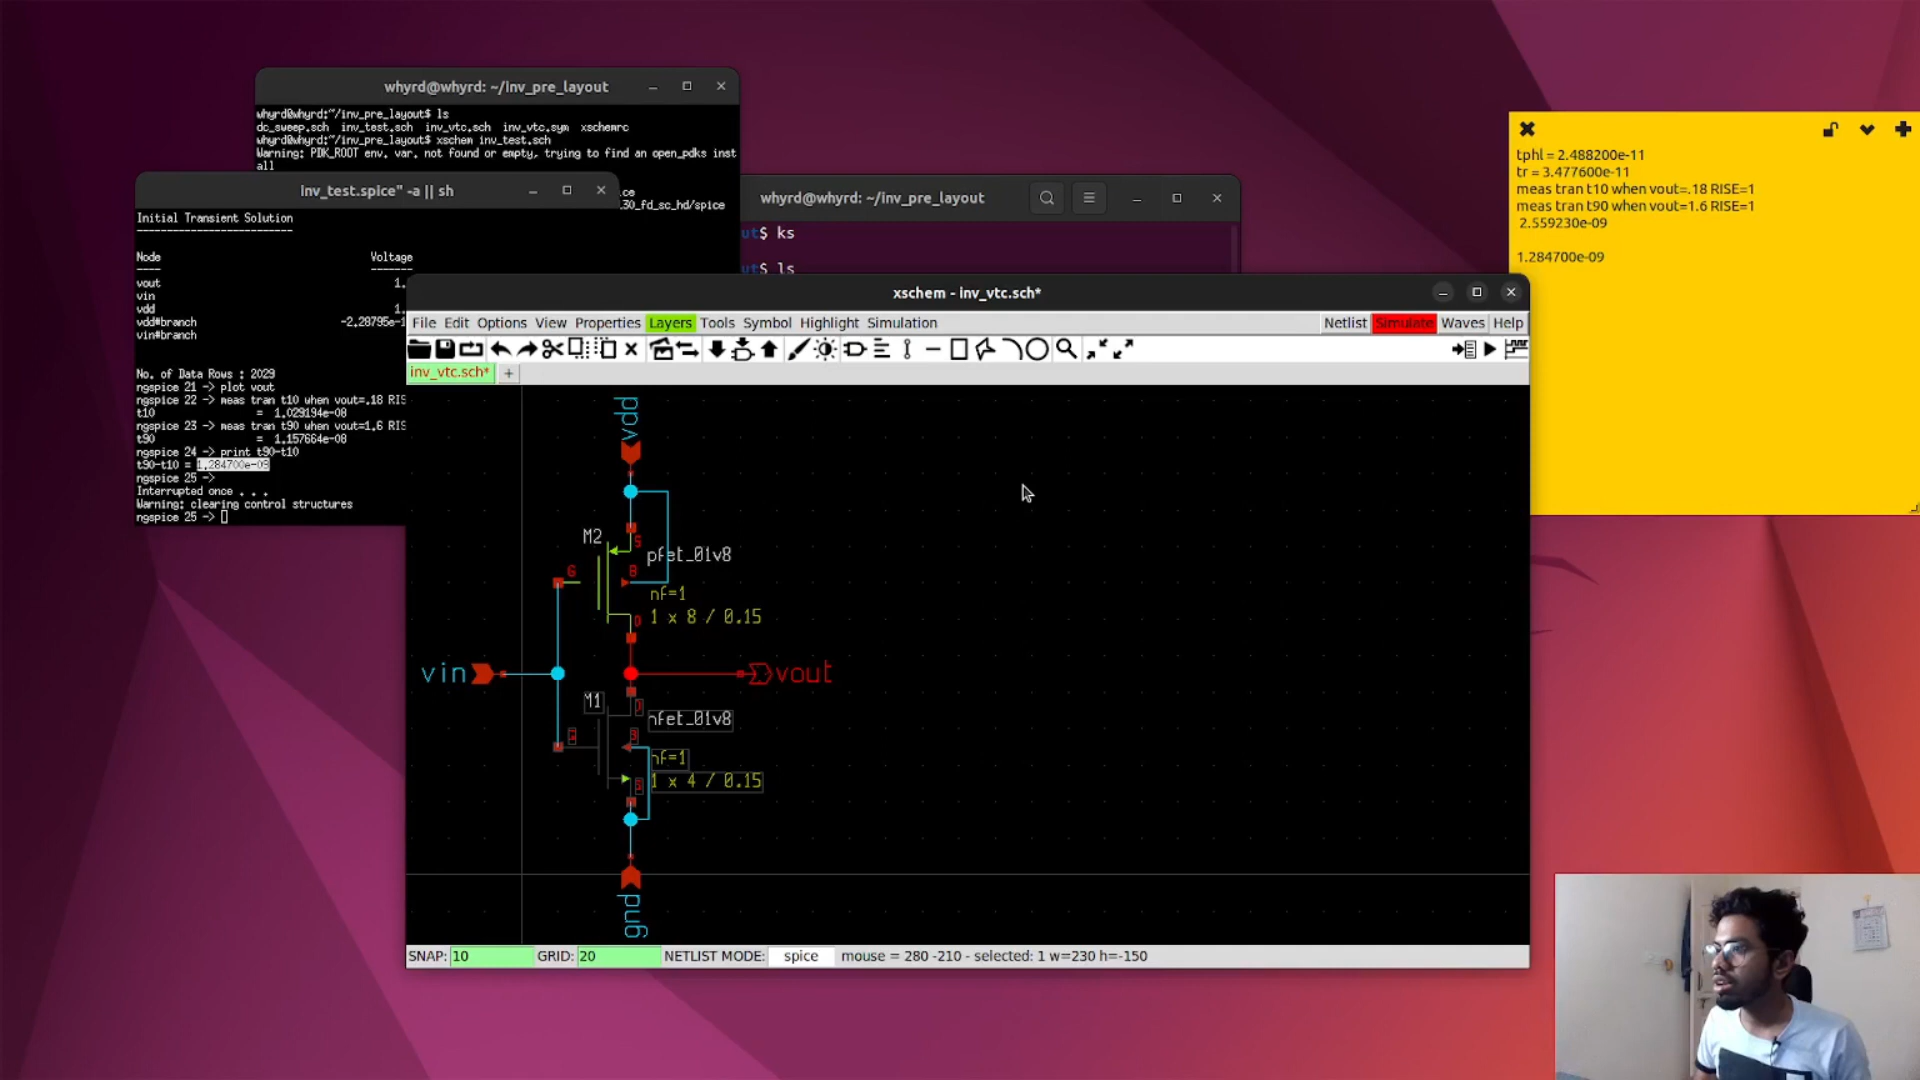 whyrd@whyrd: ~/inv_pre_layout
whyrd@whyrd:~/inv_pre_layout$ ls
dc_sweep.sch inv_test.sch inv_vtc.sch inv_vtc.sym xschemrc
whyrd@whyrd:~/inv_pre_layout$ xschem inv_test.sch
Warning: PDK_ROOT env. var. not found or empty, trying to find an open_pdks inst
all
ce
30_fd_sc_hd/spice
inv_test.spice" -a || sh
Initial Transient Solution
--------------------------
Node Voltage
---- -------
vout 1.
vin
vdd 1.
vdd#branch -2.28795e-1
vin#branch
No. of Data Rows : 2029
ngspice 21 -> plot vout
ngspice 22 -> meas tran t10 when vout=.18 RIS
t10 = 1.029194e-08
ngspice 23 -> meas tran t90 when vout=1.6 RIS
t90 = 1.157664e-08
ngspice 24 -> print t90-t10
t90-t10 = 1.284700e-09
ngspice 25 ->
Interrupted once . . .
Warning: clearing control structures
ngspice 25 ->
whyrd@whyrd: ~/inv_pre_layout
ut$ ks
ut$ ls
tphl = 2.488200e-11
tr = 3.477600e-11
meas tran t10 when vout=.18 RISE=1
meas tran t90 when vout=1.6 RISE=1
2.559230e-09
1.284700e-09
xschem - inv_vtc.sch*
File Edit Options View Properties Layers Tools Symbol Highlight Simulation Netlist Simulate Waves Help
inv_vtc.sch* +
vdd
M2
S
pfet_01v8
G
B
nf=1
D
1 x 8 / 0.15
vin
vout
M1
nfet_01v8
nf=1
1 x 4 / 0.15
gnd
SNAP: 10 GRID: 20 NETLIST MODE: spice mouse = 280 -210 - selected: 1 w=230 h=-150